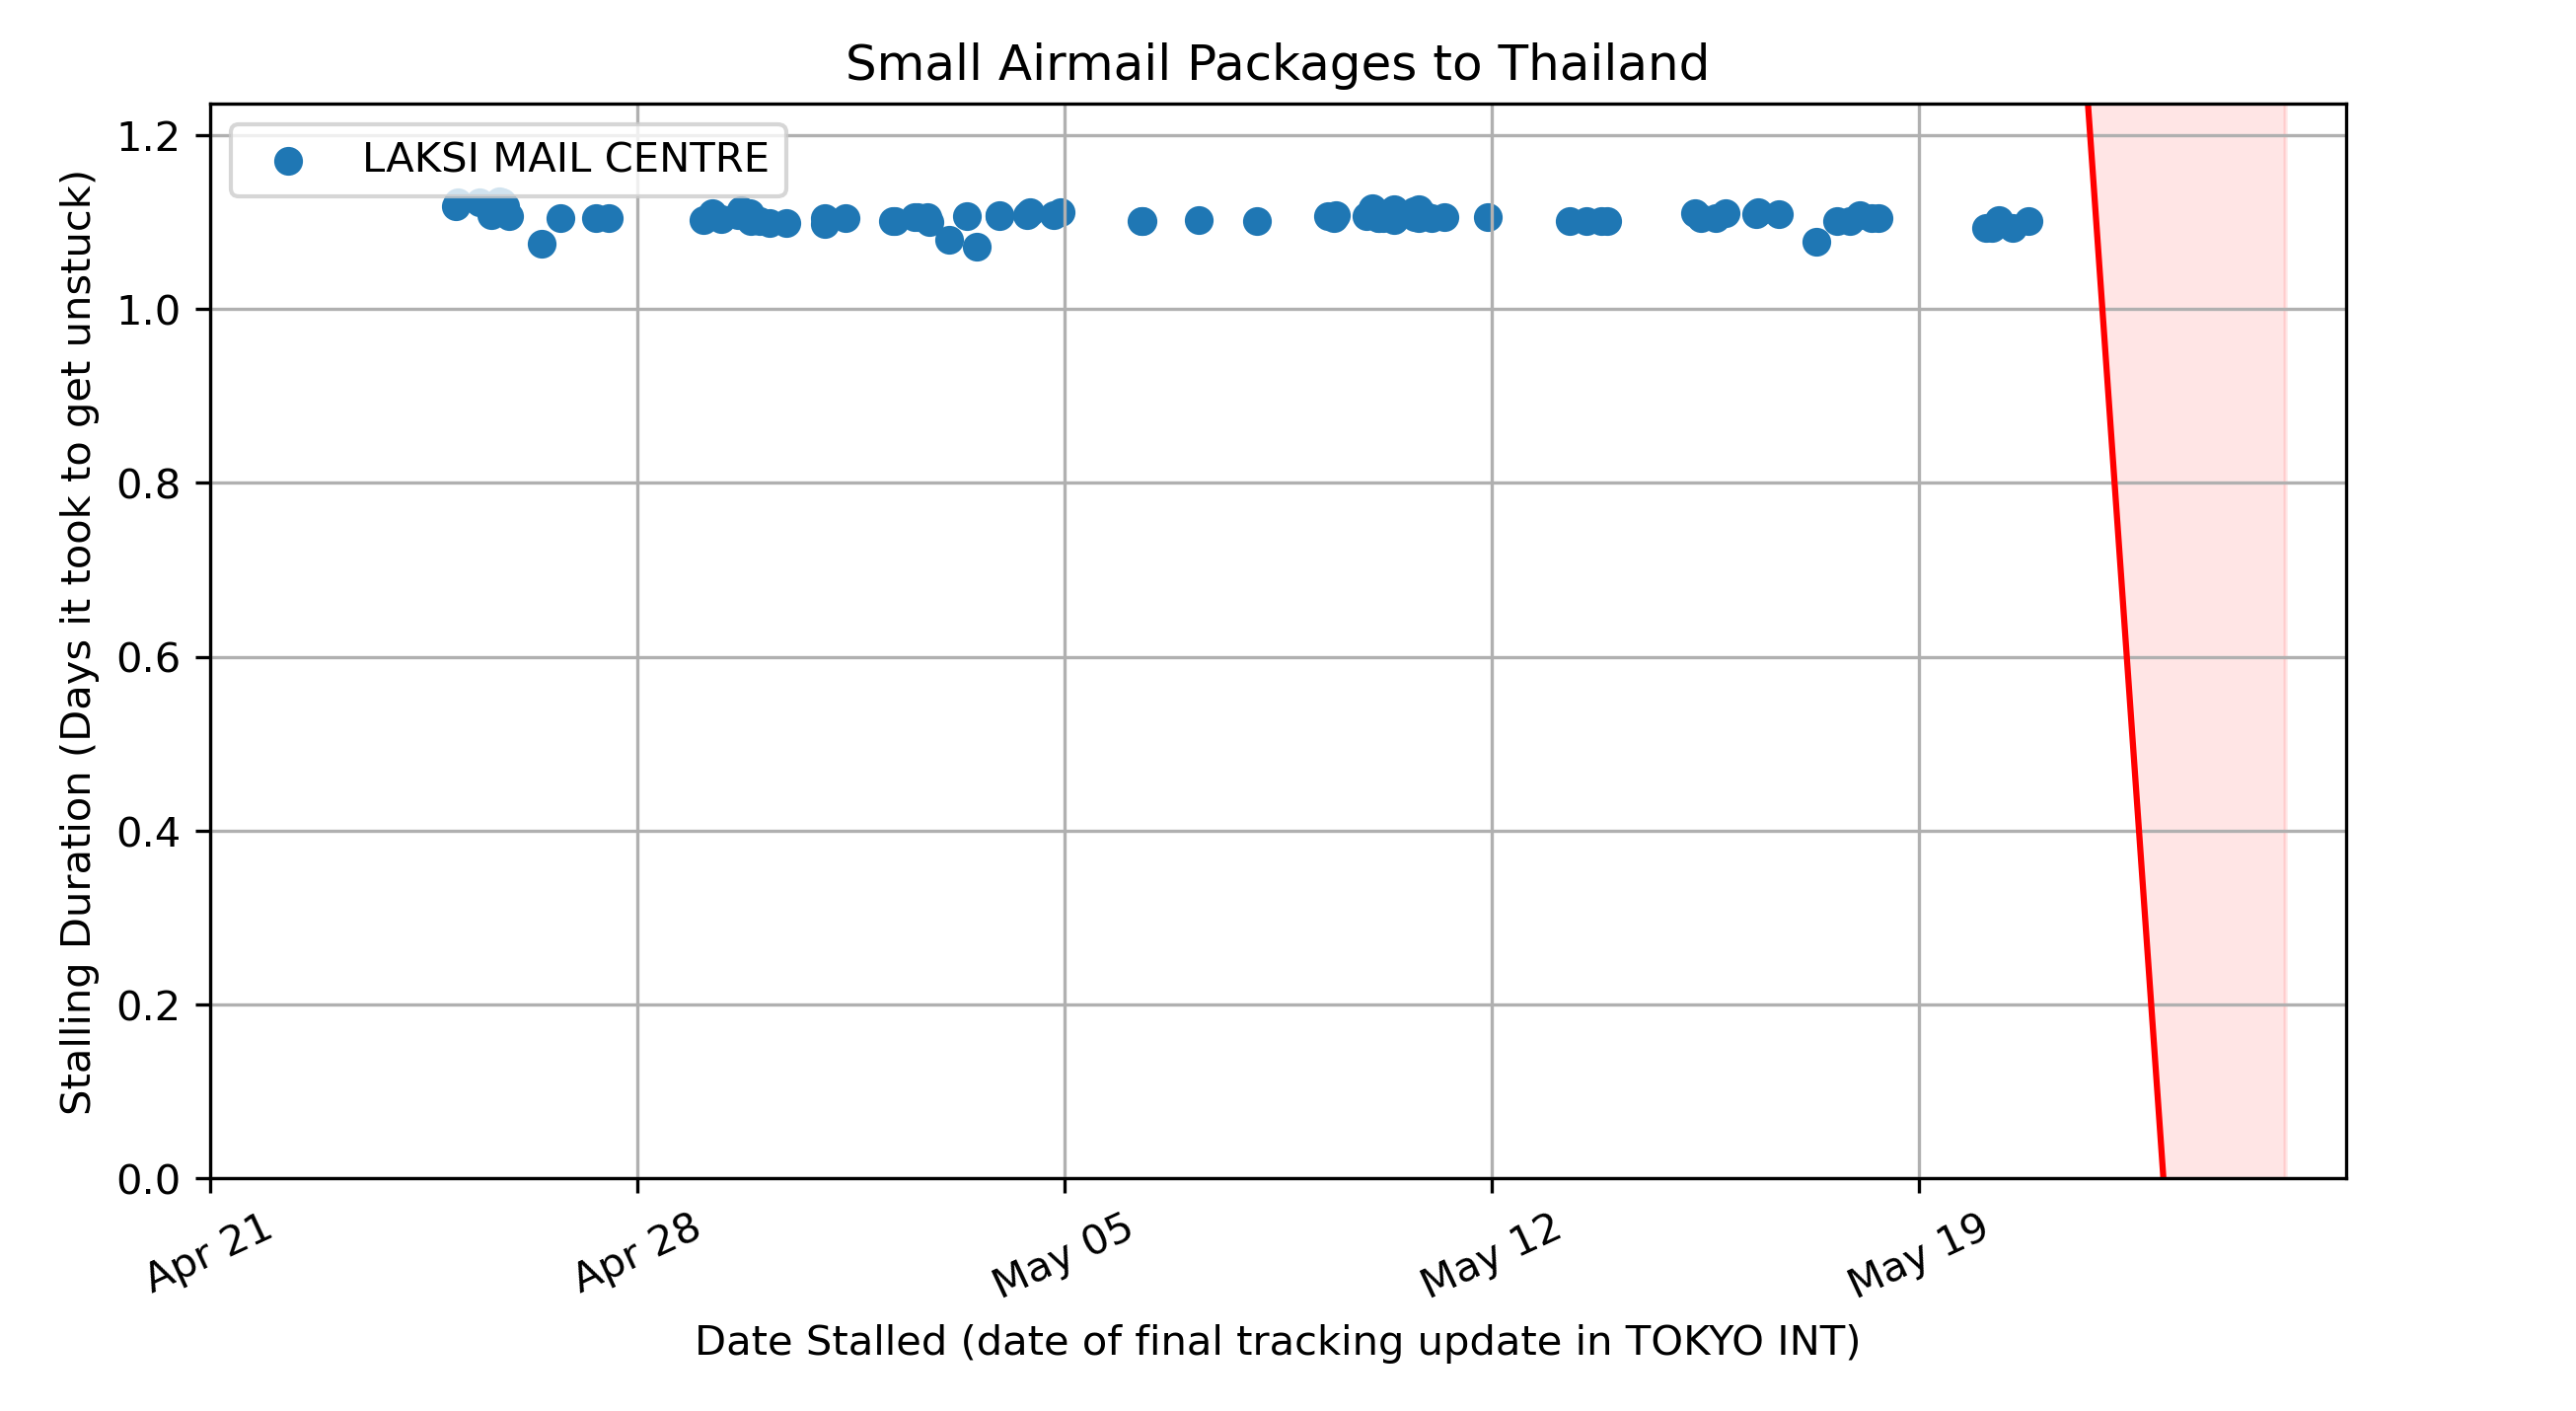 Small Airmail Packages to Thailand
LAKSI MAIL CENTRE
Stalling Duration (Days it took to get unstuck)
1.2
1.0
0.8
0.6
0.4
0.2
0.0
Apr 21
Apr 28
May 05
May 12
May 19
Date Stalled (date of final tracking update in TOKYO INT)